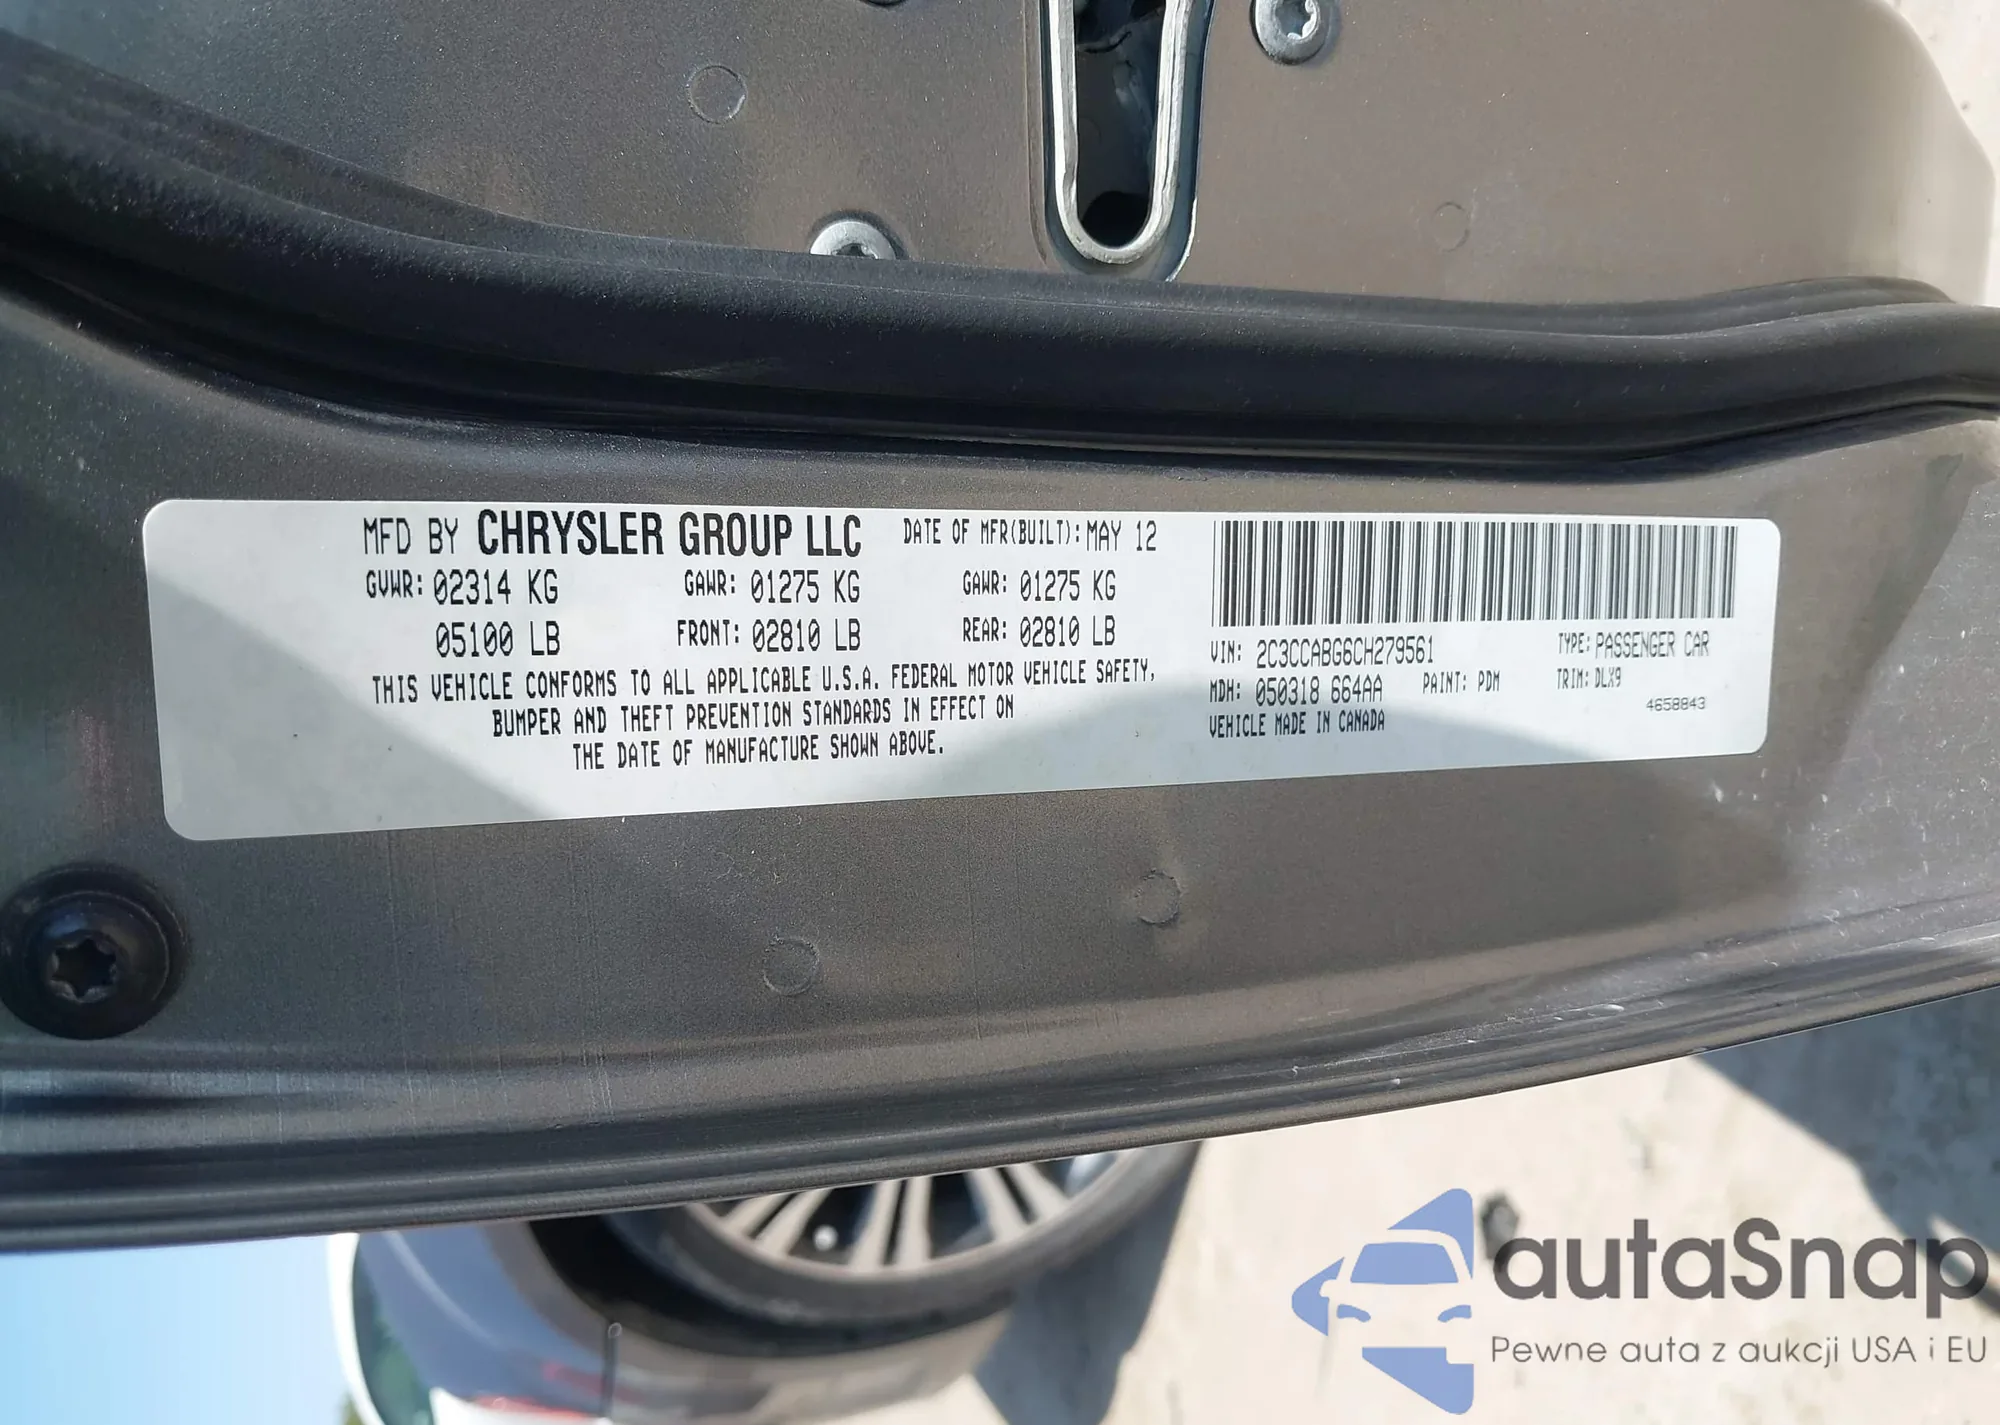 MFD BY CHRYSLER GROUP LLC DATE OF MFR(BUILT): MAY 12
GVWR: 02314 KG GAWR: 01275 KG GAWR: 01275 KG
05100 LB FRONT: 02810 LB REAR: 02810 LB
THIS VEHICLE CONFORMS TO ALL APPLICABLE U.S.A. FEDERAL MOTOR VEHICLE SAFETY,
BUMPER AND THEFT PREVENTION STANDARDS IN EFFECT ON
THE DATE OF MANUFACTURE SHOWN ABOVE.
VIN: 2C3CCABG6CH279561 TYPE: PASSENGER CAR
MDH: 050318 664AA PAINT: PDM TRIM: DLX9
VEHICLE MADE IN CANADA 4658843
autaSnap
Pewne auta z aukcji USA i EU